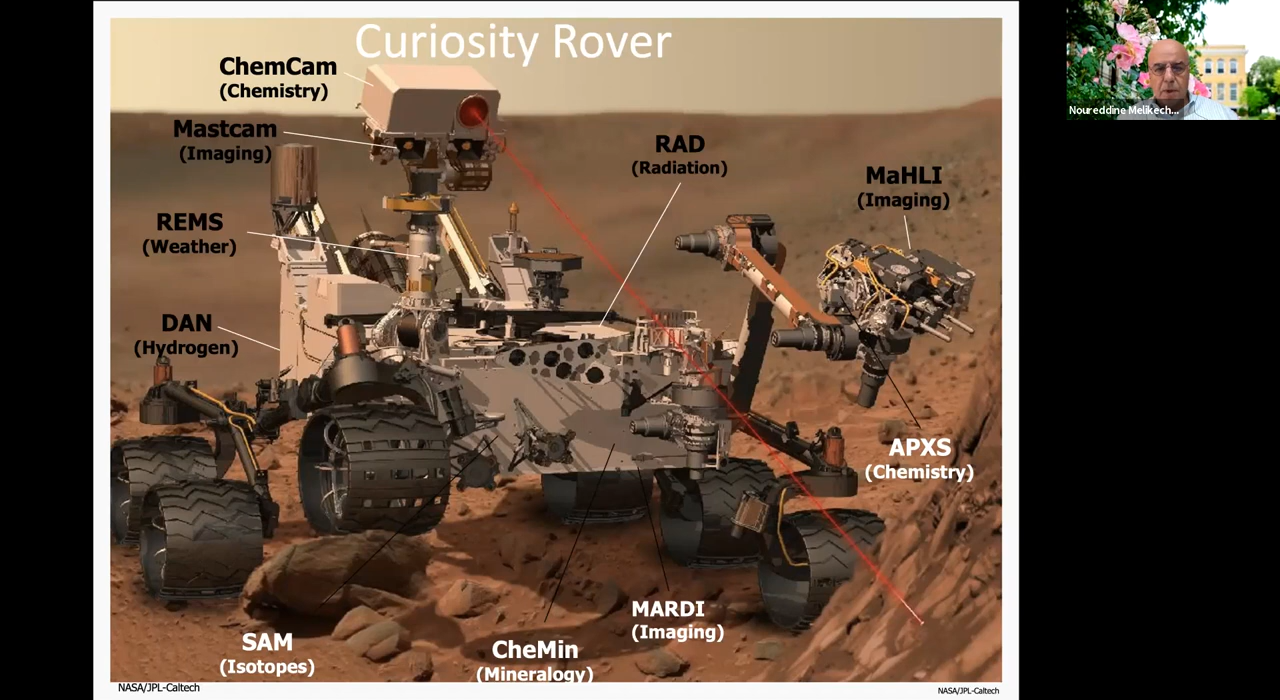 Curiosity Rover
ChemCam
(Chemistry)
Mastcam
(Imaging)
REMS
(Weather)
DAN
(Hydrogen)
RAD
(Radiation)
MaHLI
(Imaging)
APXS
(Chemistry)
MARDI
(Imaging)
CheMin
(Mineralogy)
SAM
(Isotopes)
NASA/JPL-Caltech
NASA/JPL-Caltech
Noureddine Melikech...